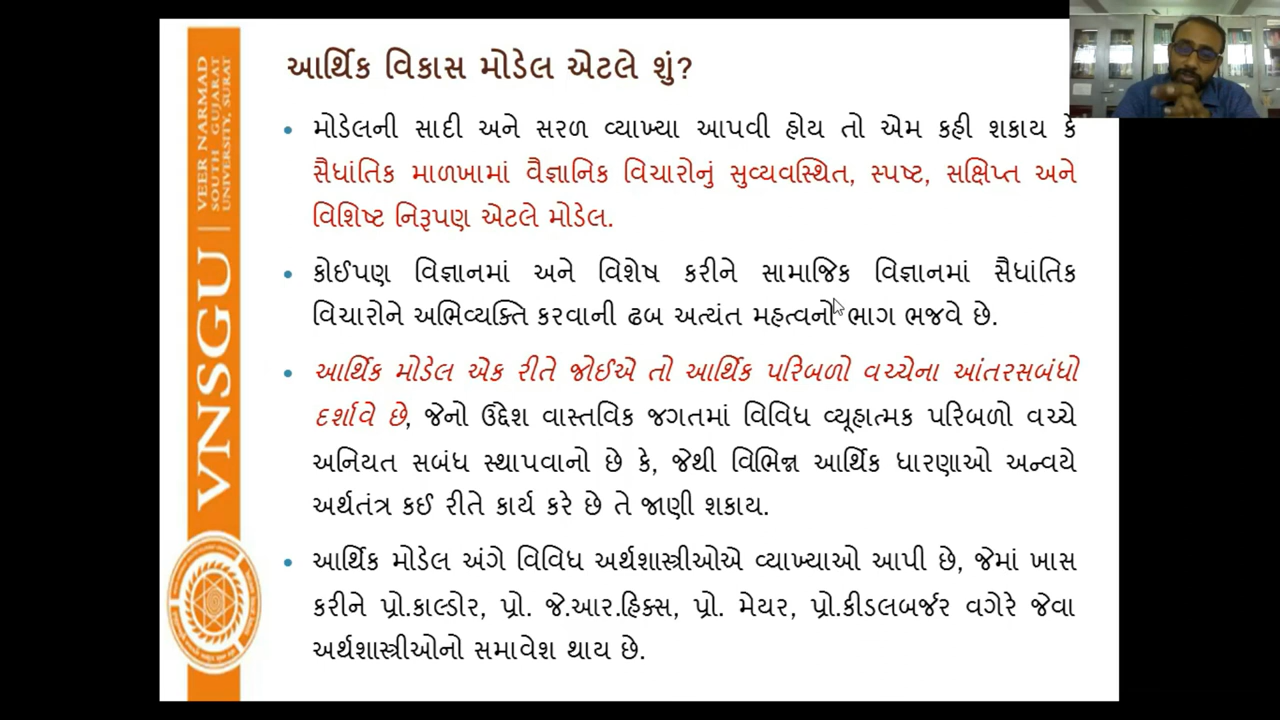 VEER NARMAD
SOUTH GUJARAT
UNIVERSITY, SURAT
VNSGU
આર્થિક વિકાસ મોડેલ એટલે શું?
• મોડેલની સાદી અને સરળ વ્યાખ્યા આપવી હોય તો એમ કહી શકાય કે
સૈધાંતિક માળખામાં વૈજ્ઞાનિક વિચારોનું સુવ્યવસ્થિત, સ્પષ્ટ, સક્ષિપ્ત અને
વિશિષ્ટ નિરૂપણ એટલે મોડેલ.
• કોઈપણ વિજ્ઞાનમાં અને વિશેષ કરીને સામાજિક વિજ્ઞાનમાં સૈધાંતિક
વિચારોને અભિવ્યક્તિ કરવાની ઢબ અત્યંત મહત્વનો ભાગ ભજવે છે.
• આર્થિક મોડેલ એક રીતે જોઈએ તો આર્થિક પરિબળો વચ્ચેના આંતરસબંધો
દર્શાવે છે, જેનો ઉદ્દેશ વાસ્તવિક જગતમાં વિવિધ વ્યૂહાત્મક પરિબળો વચ્ચે
અનિયત સબંધ સ્થાપવાનો છે કે, જેથી વિભિન્ન આર્થિક ધારણાઓ અન્વયે
અર્થતંત્ર કઈ રીતે કાર્ય કરે છે તે જાણી શકાય.
• આર્થિક મોડેલ અંગે વિવિધ અર્થશાસ્ત્રીઓએ વ્યાખ્યાઓ આપી છે, જેમાં ખાસ
કરીને પ્રો.કાલ્ડોર, પ્રો. જે.આર.હિક્સ, પ્રો. મેયર, પ્રો.કીડલબર્જર વગેરે જેવા
અર્થશાસ્ત્રીઓનો સમાવેશ થાય છે.